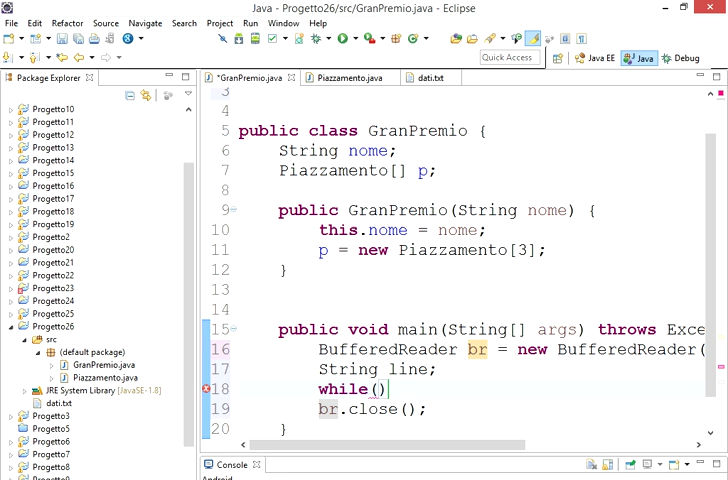 Java - Progetto26/src/GranPremio.java - Eclipse
File Edit Refactor Source Navigate Search Project Run Window Help
Quick Access Java EE Java Debug
Package Explorer
*GranPremio.java Piazzamento.java dati.txt
Progetto10
Progetto11
Progetto12
Progetto13
Progetto14
Progetto15
Progetto16
Progetto17
Progetto18
Progetto19
Progetto2
Progetto20
Progetto21
Progetto22
Progetto23
Progetto24
Progetto25
Progetto26
src
(default package)
GranPremio.java
Piazzamento.java
JRE System Library [JavaSE-1.8]
dati.txt
Progetto3
Progetto5
Progetto6
Progetto7
Progetto8
3
4
5 public class GranPremio {
6 String nome;
7 Piazzamento[] p;
8
9 public GranPremio(String nome) {
10 this.nome = nome;
11 p = new Piazzamento[3];
12 }
13
14
15 public void main(String[] args) throws Exce
16 BufferedReader br = new BufferedReader(
17 String line;
18 while()
19 br.close();
20 }
Console
Android